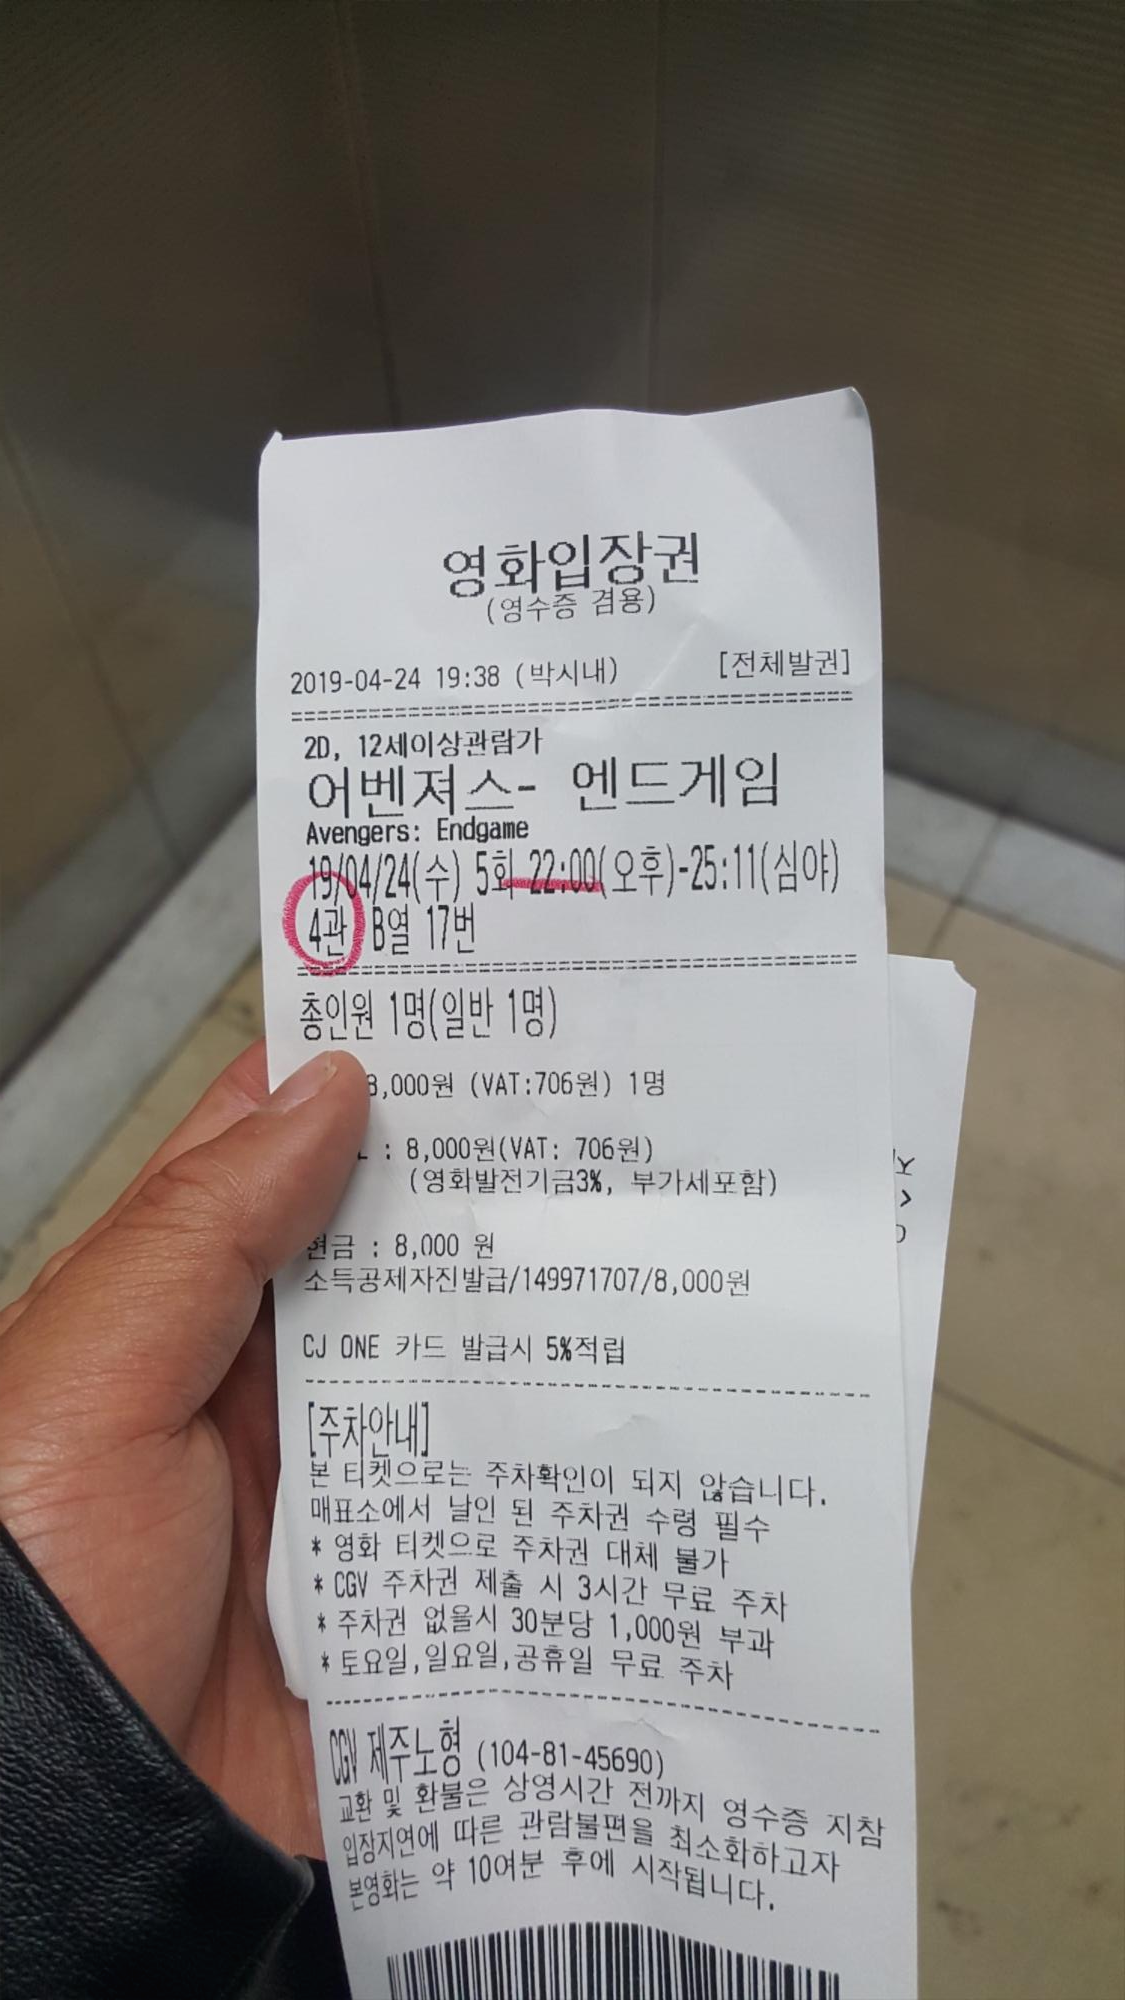 영화입장권
(영수증 겸용)
2019-04-24 19:38 (박시내) [전체발권]
2D, 12세이상관람가
어벤져스- 엔드게임
Avengers: Endgame
19/04/24(수) 5회 22:00(오후)-25:11(심야)
4관 B열 17번
총인원 1명(일반 1명)
8,000원 (VAT:706원) 1명
: 8,000원(VAT: 706원)
(영화발전기금3%, 부가세포함)
현금 : 8,000 원
소득공제자진발급/149971707/8,000원
CJ ONE 카드 발급시 5%적립
[주차안내]
본 티켓으로는 주차확인이 되지 않습니다.
매표소에서 날인 된 주차권 수령 필수
* 영화 티켓으로 주차권 대체 불가
* CGV 주차권 제출 시 3시간 무료 주차
* 주차권 없을시 30분당 1,000원 부과
* 토요일,일요일,공휴일 무료 주차
CGV 제주노형 (104-81-45690)
교환 및 환불은 상영시간 전까지 영수증 지참
입장지연에 따른 관람불편을 최소화하고자
본영화는 약 10여분 후에 시작됩니다.